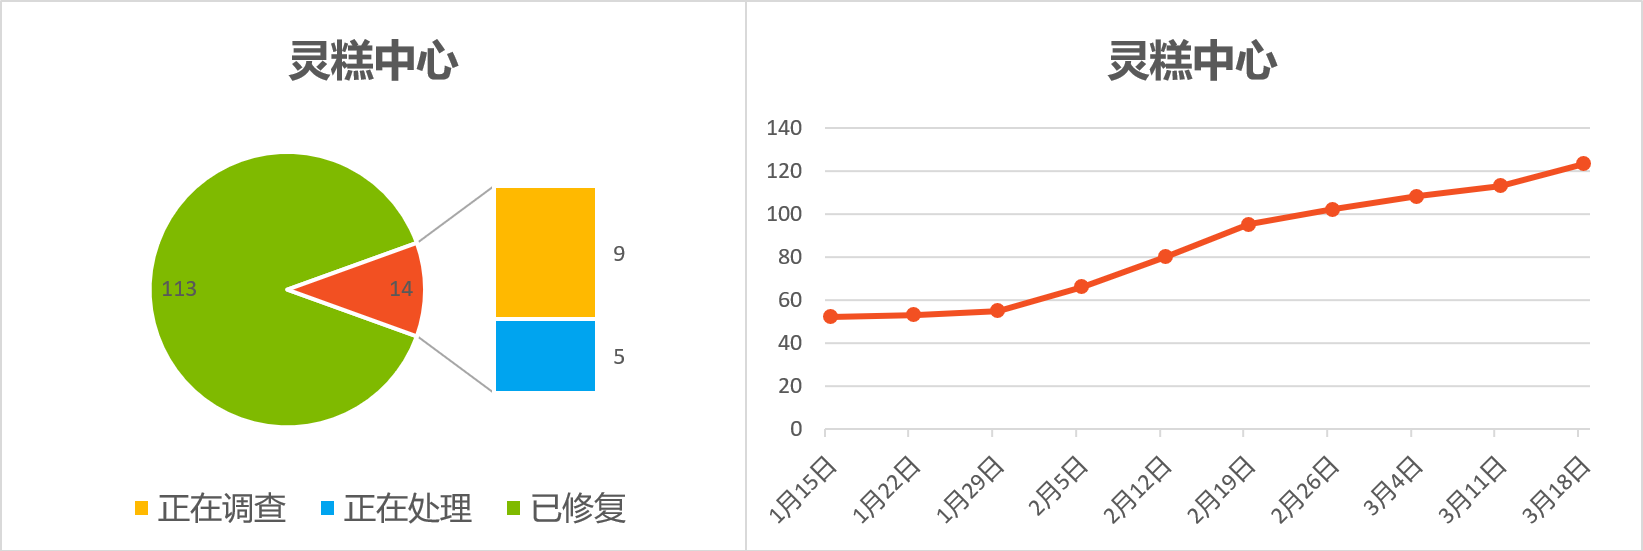 灵糕中心
113
14
9
5
正在调查
正在处理
已修复
灵糕中心
140
120
100
80
60
40
20
0
1月15日
1月22日
1月29日
2月5日
2月12日
2月19日
2月26日
3月4日
3月11日
3月18日